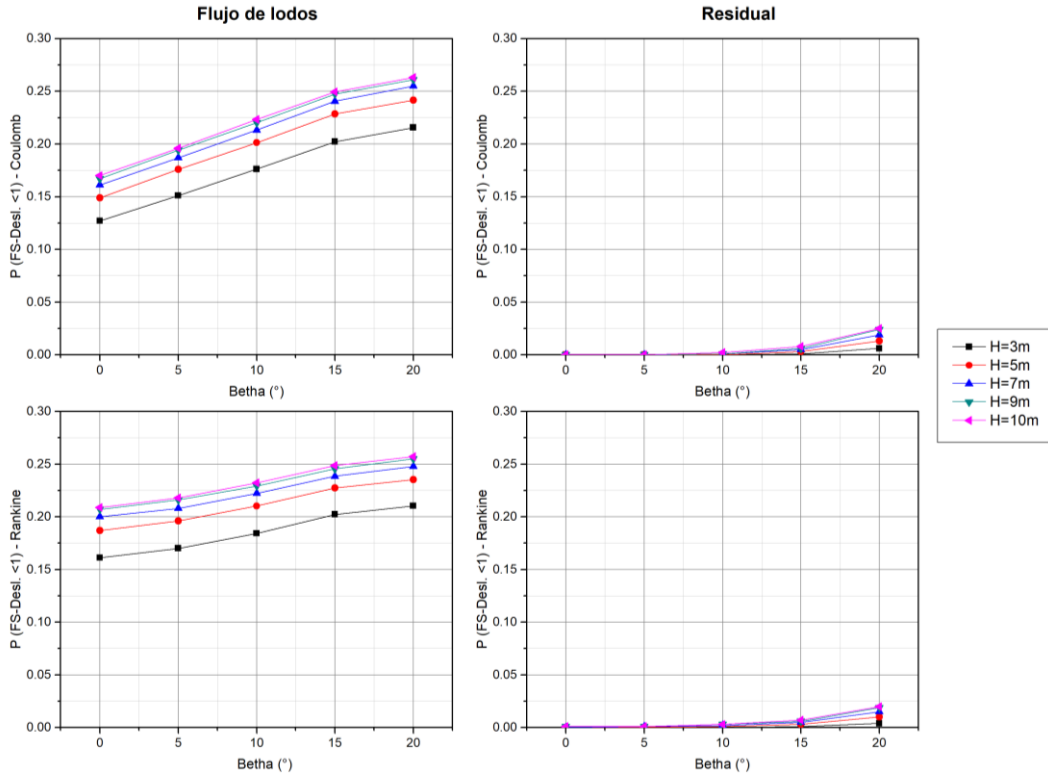 Flujo de lodos
Residual
0.30
0.25
0.20
0.15
0.10
0.05
0.00
P (FS-Desl. <1) - Coulomb
0 5 10 15 20
Betha (°)
0.30
0.25
0.20
0.15
0.10
0.05
0.00
P (FS-Desl. <1) - Coulomb
0 5 10 15 20
Betha (°)
H=3m
H=5m
H=7m
H=9m
H=10m
0.30
0.25
0.20
0.15
0.10
0.05
0.00
P (FS-Desl. <1) - Rankine
0 5 10 15 20
Betha (°)
0.30
0.25
0.20
0.15
0.10
0.05
0.00
P (FS-Desl. <1) - Rankine
0 5 10 15 20
Betha (°)